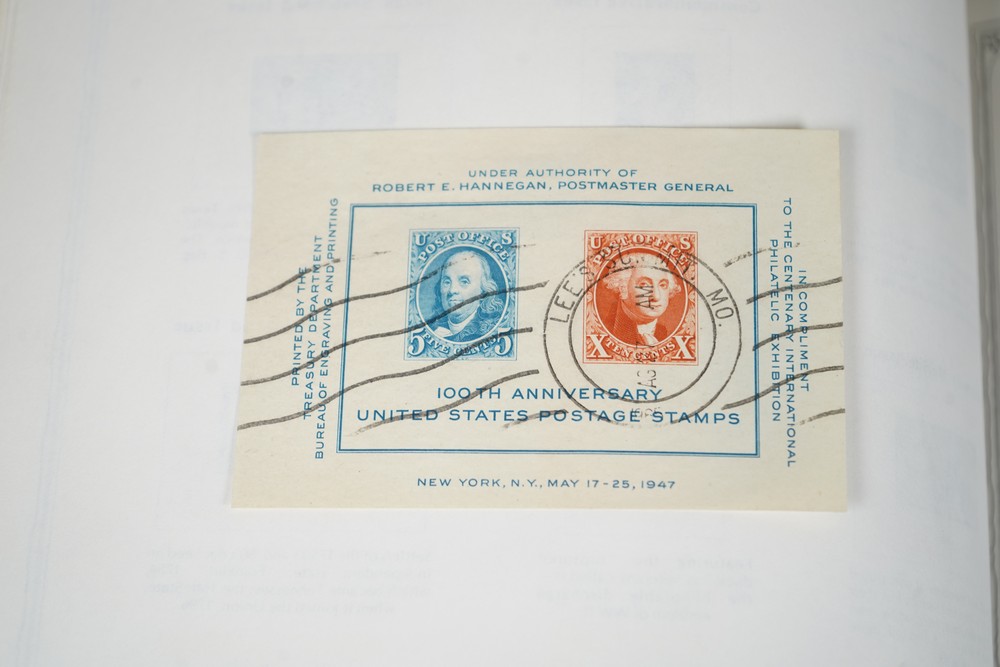 UNDER AUTHORITY OF
ROBERT E. HANNEGAN, POSTMASTER GENERAL
PRINTED BY THE
TREASURY DEPARTMENT
BUREAU OF ENGRAVING AND PRINTING
U S
POST OFFICE
5 FIVE CENTS 5
U S
POST OFFICE
X TEN CENTS X
LEE'S MO.
AM
100TH ANNIVERSARY
UNITED STATES POSTAGE STAMPS
IN COMPLIMENT
TO THE CENTENARY INTERNATIONAL
PHILATELIC EXHIBITION
NEW YORK, N.Y., MAY 17-25, 1947